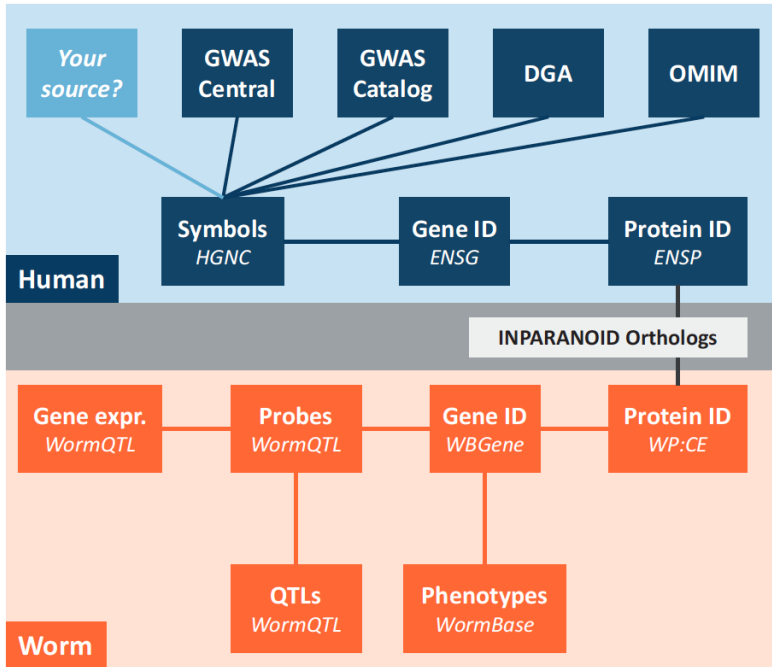 Your
source?
GWAS
Central
GWAS
Catalog
DGA
OMIM
Symbols
HGNC
Gene ID
ENSG
Protein ID
ENSP
Human
INPARANOID Orthologs
Gene expr.
WormQTL
Probes
WormQTL
Gene ID
WBGene
Protein ID
WP:CE
QTLs
WormQTL
Phenotypes
WormBase
Worm